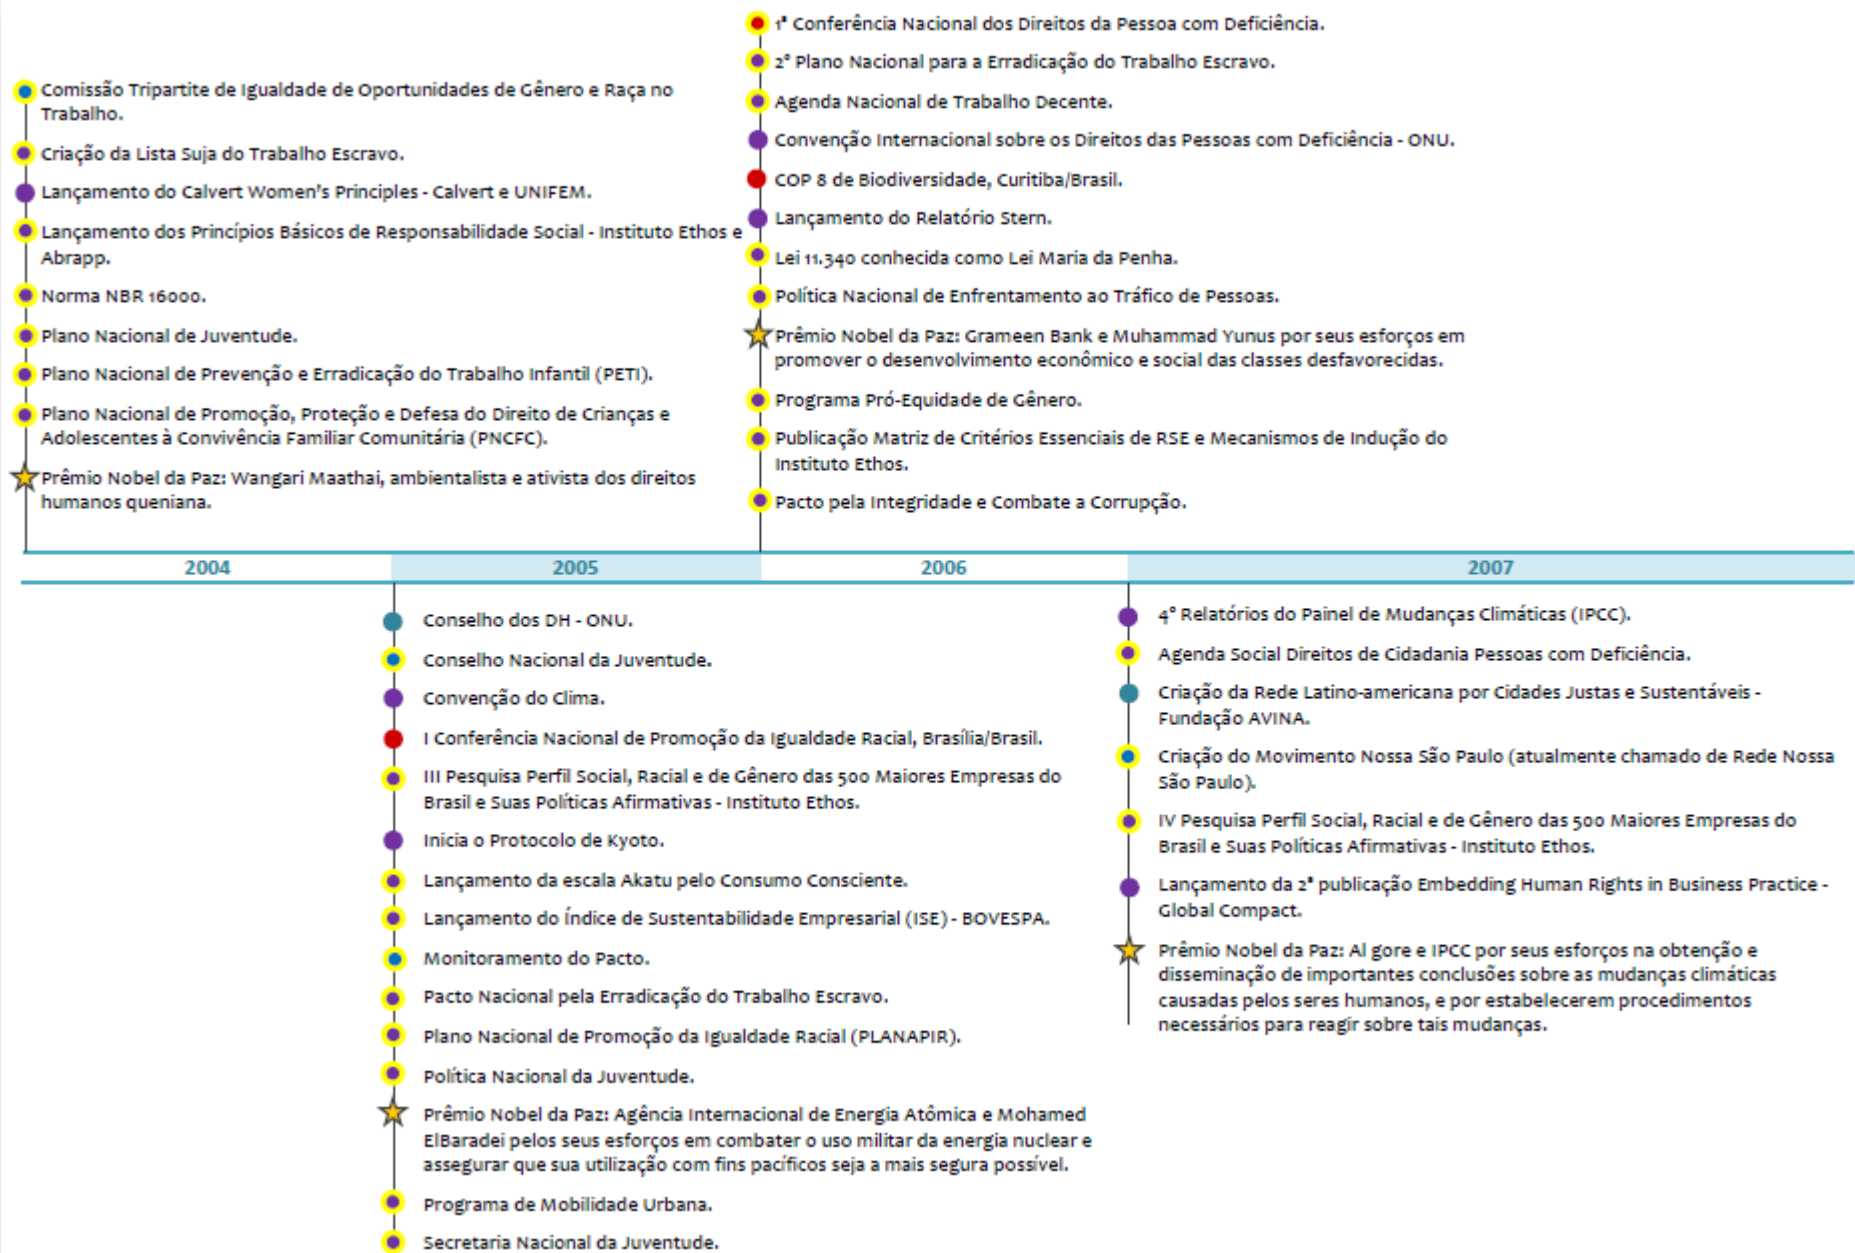 Comissão Tripartite de Igualdade de Oportunidades de Gênero e Raça no
Trabalho.
Criação da Lista Suja do Trabalho Escravo.
Lançamento do Calvert Women's Principles - Calvert e UNIFEM.
Lançamento dos Princípios Básicos de Responsabilidade Social - Instituto Ethos e
Abrapp.
Norma NBR 16000.
Plano Nacional de Juventude.
Plano Nacional de Prevenção e Erradicação do Trabalho Infantil (PETI).
Plano Nacional de Promoção, Proteção e Defesa do Direito de Crianças e
Adolescentes à Convivência Familiar Comunitária (PNCFC).
Prêmio Nobel da Paz: Wangari Maathai, ambientalista e ativista dos direitos
humanos queniana.
1ª Conferência Nacional dos Direitos da Pessoa com Deficiência.
2° Plano Nacional para a Erradicação do Trabalho Escravo.
Agenda Nacional de Trabalho Decente.
Convenção Internacional sobre os Direitos das Pessoas com Deficiência - ONU.
COP 8 de Biodiversidade, Curitiba/Brasil.
Lançamento do Relatório Stern.
Lei 11.340 conhecida como Lei Maria da Penha.
Política Nacional de Enfrentamento ao Tráfico de Pessoas.
Prêmio Nobel da Paz: Grameen Bank e Muhammad Yunus por seus esforços em
promover o desenvolvimento econômico e social das classes desfavorecidas.
Programa Pró-Equidade de Gênero.
Publicação Matriz de Critérios Essenciais de RSE e Mecanismos de Indução do
Instituto Ethos.
Pacto pela Integridade e Combate a Corrupção.
2004 2005 2006 2007
Conselho dos DH - ONU.
Conselho Nacional da Juventude.
Convenção do Clima.
I Conferência Nacional de Promoção da Igualdade Racial, Brasília/Brasil.
III Pesquisa Perfil Social, Racial e de Gênero das 500 Maiores Empresas do
Brasil e Suas Políticas Afirmativas - Instituto Ethos.
Inicia o Protocolo de Kyoto.
Lançamento da escala Akatu pelo Consumo Consciente.
Lançamento do Índice de Sustentabilidade Empresarial (ISE) - BOVESPA.
Monitoramento do Pacto.
Pacto Nacional pela Erradicação do Trabalho Escravo.
Plano Nacional de Promoção da Igualdade Racial (PLANAPIR).
Política Nacional da Juventude.
Prêmio Nobel da Paz: Agência Internacional de Energia Atômica e Mohamed
ElBaradei pelos seus esforços em combater o uso militar da energia nuclear e
assegurar que sua utilização com fins pacíficos seja a mais segura possível.
Programa de Mobilidade Urbana.
Secretaria Nacional da Juventude.
4° Relatórios do Painel de Mudanças Climáticas (IPCC).
Agenda Social Direitos de Cidadania Pessoas com Deficiência.
Criação da Rede Latino-americana por Cidades Justas e Sustentáveis -
Fundação AVINA.
Criação do Movimento Nossa São Paulo (atualmente chamado de Rede Nossa
São Paulo).
IV Pesquisa Perfil Social, Racial e de Gênero das 500 Maiores Empresas do
Brasil e Suas Políticas Afirmativas - Instituto Ethos.
Lançamento da 2ª publicação Embedding Human Rights in Business Practice -
Global Compact.
Prêmio Nobel da Paz: Al gore e IPCC por seus esforços na obtenção e
disseminação de importantes conclusões sobre as mudanças climáticas
causadas pelos seres humanos, e por estabelecerem procedimentos
necessários para reagir sobre tais mudanças.